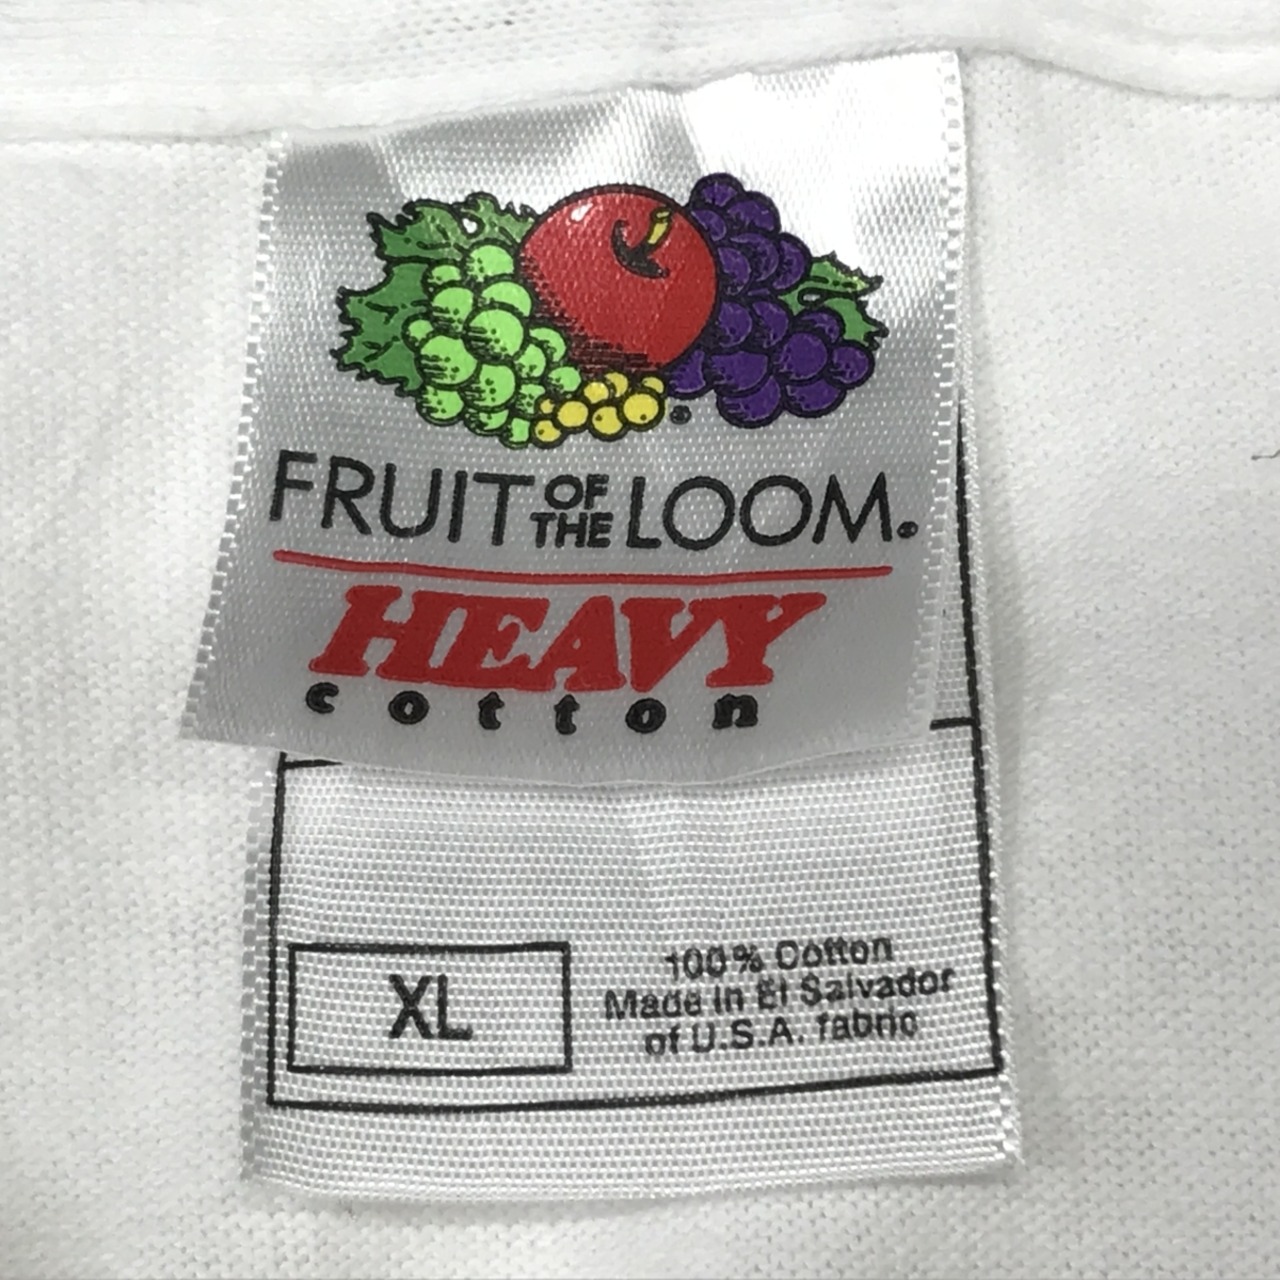 FRUIT OF THE LOOM®
HEAVY
cotton
XL
100% Cotton
Made in El Salvador
of U.S.A. fabric